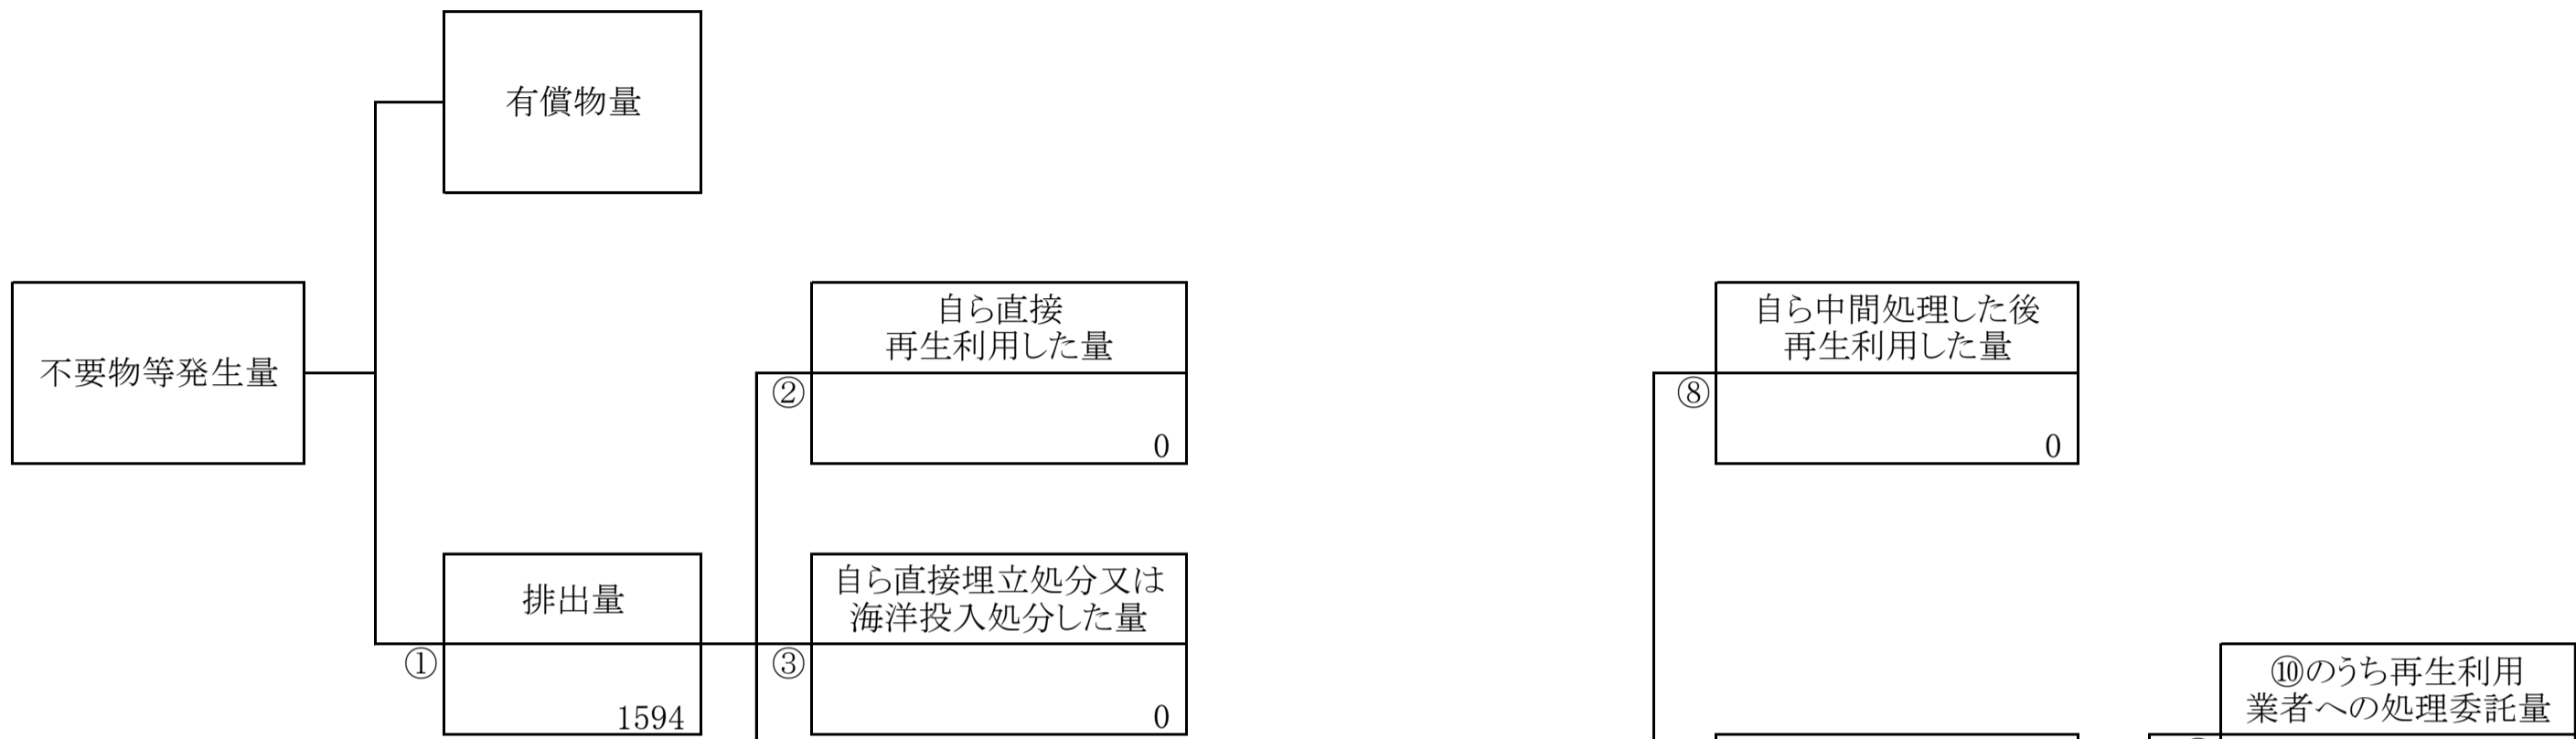 有償物量
不要物等発生量
自ら直接
再生利用した量
②
0
自ら中間処理した後
再生利用した量
⑧
0
排出量
①
1594
自ら直接埋立処分又は
海洋投入処分した量
③
0
⑩のうち再生利用
業者への処理委託量